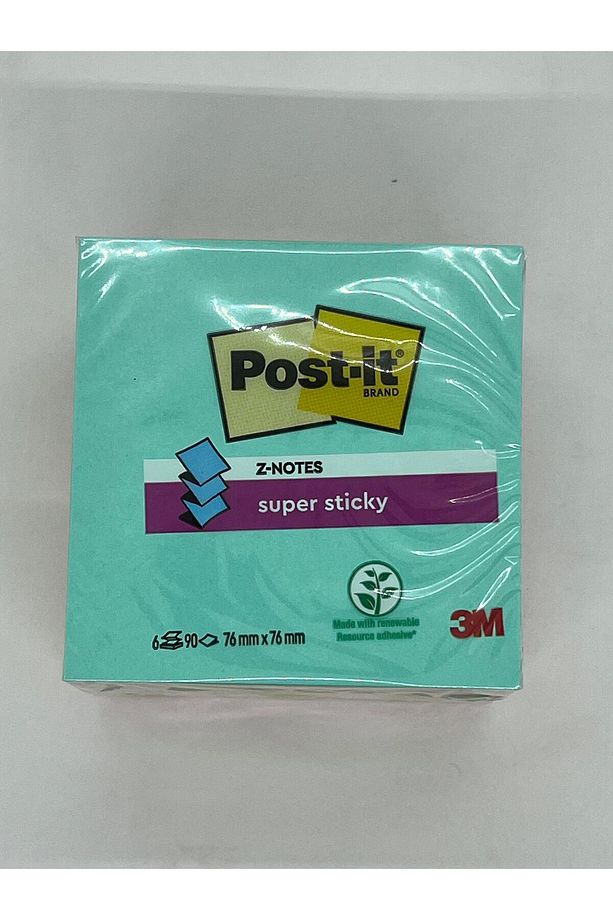 Post-it®
BRAND
Z-NOTES
super sticky
Made with renewable
Resource adhesive*
3M
6 90 76 mm x 76 mm